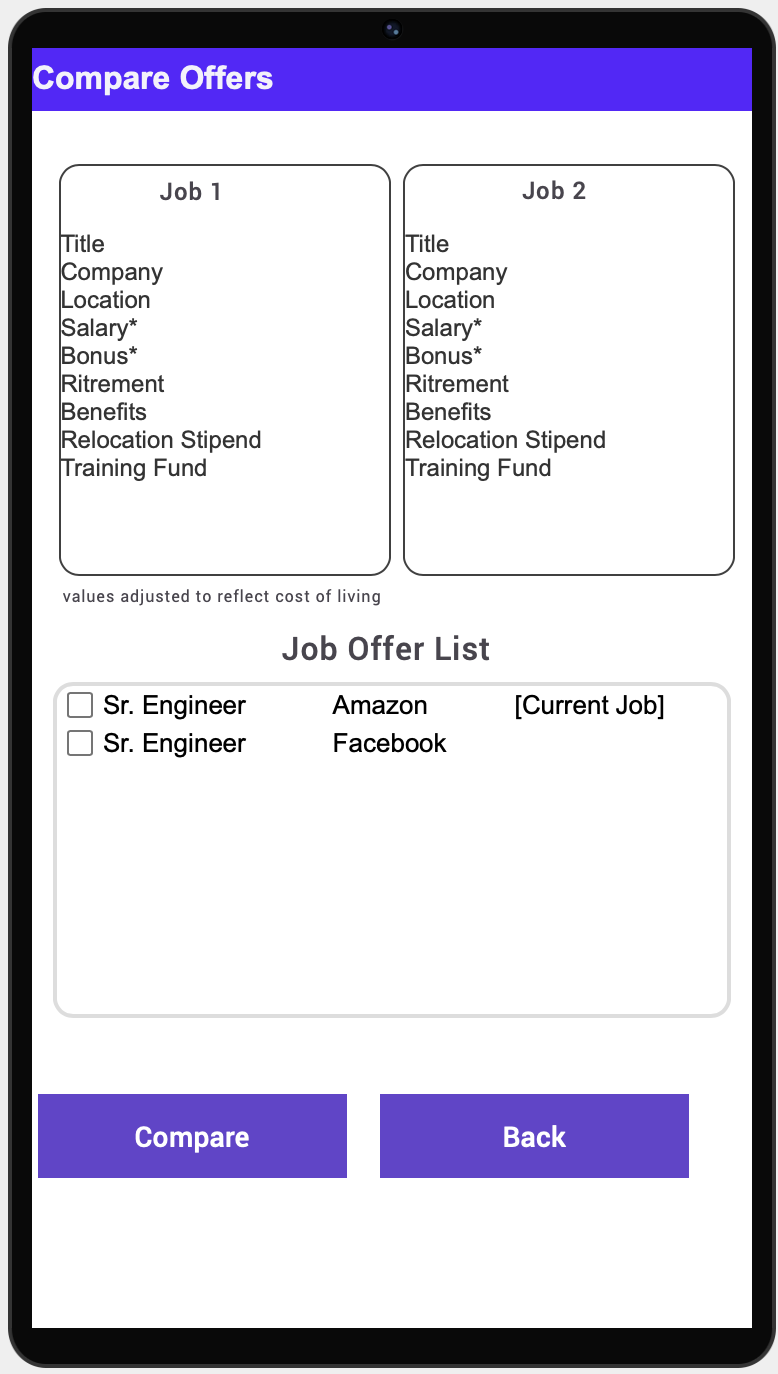 Compare Offers
Job 1
Title
Company
Location
Salary*
Bonus*
Ritrement
Benefits
Relocation Stipend
Training Fund
Job 2
Title
Company
Location
Salary*
Bonus*
Ritrement
Benefits
Relocation Stipend
Training Fund
values adjusted to reflect cost of living
Job Offer List
Sr. Engineer Amazon [Current Job]
Sr. Engineer Facebook
Compare Back